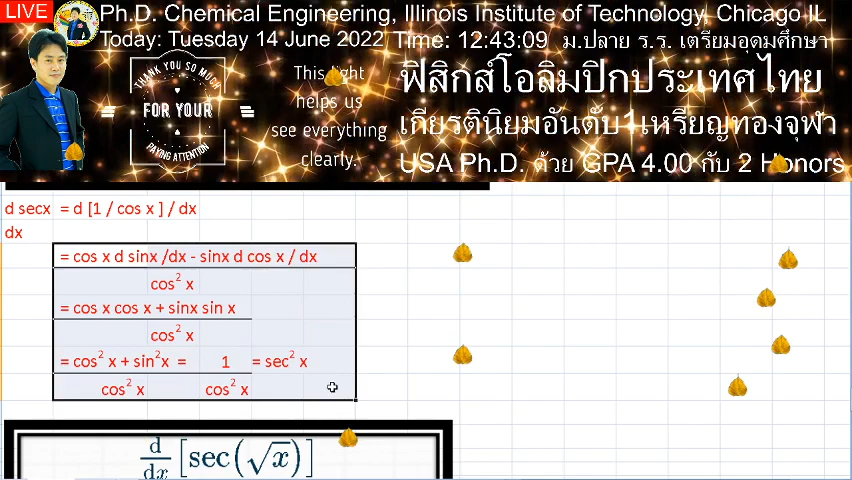 LIVE
Ph.D. Chemical Engineering, Illinois Institute of Technology, Chicago IL
Today: Tuesday 14 June 2022 Time: 12:43:09 ม.ปลาย ร.ร. เตรียมอุดมศึกษา
THANK YOU SO MUCH
FOR YOUR
PAYING ATTENTION
This light
helps us
see everything
clearly.
ฟิสิกส์โอลิมปิกประเทศไทย
เกียรตินิยมอันดับ1เหรียญทองจุฬา
USA Ph.D. ด้วย GPA 4.00 กับ 2 Honors
d secx = d [1 / cos x ] / dx
dx
= cos x d sinx /dx - sinx d cos x / dx
cos² x
= cos x cos x + sinx sin x
cos² x
= cos² x + sin²x = 1 = sec² x
cos² x cos² x
d
dx [sec(√x)]